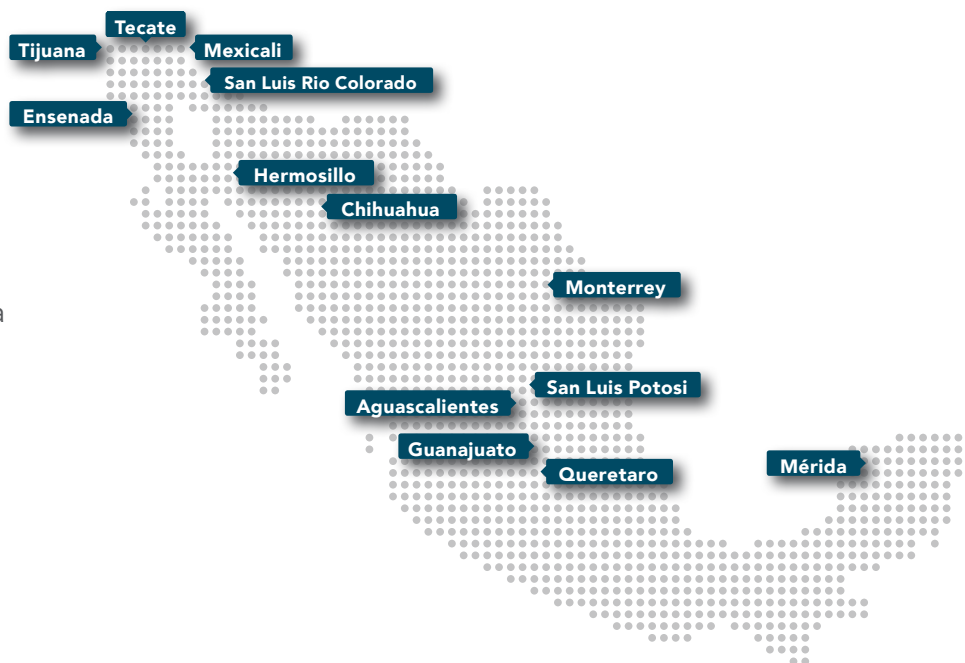 Tecate
Tijuana
Mexicali
San Luis Rio Colorado
Ensenada
Hermosillo
Chihuahua
Monterrey
a
San Luis Potosi
Aguascalientes
Guanajuato
Mérida
Queretaro